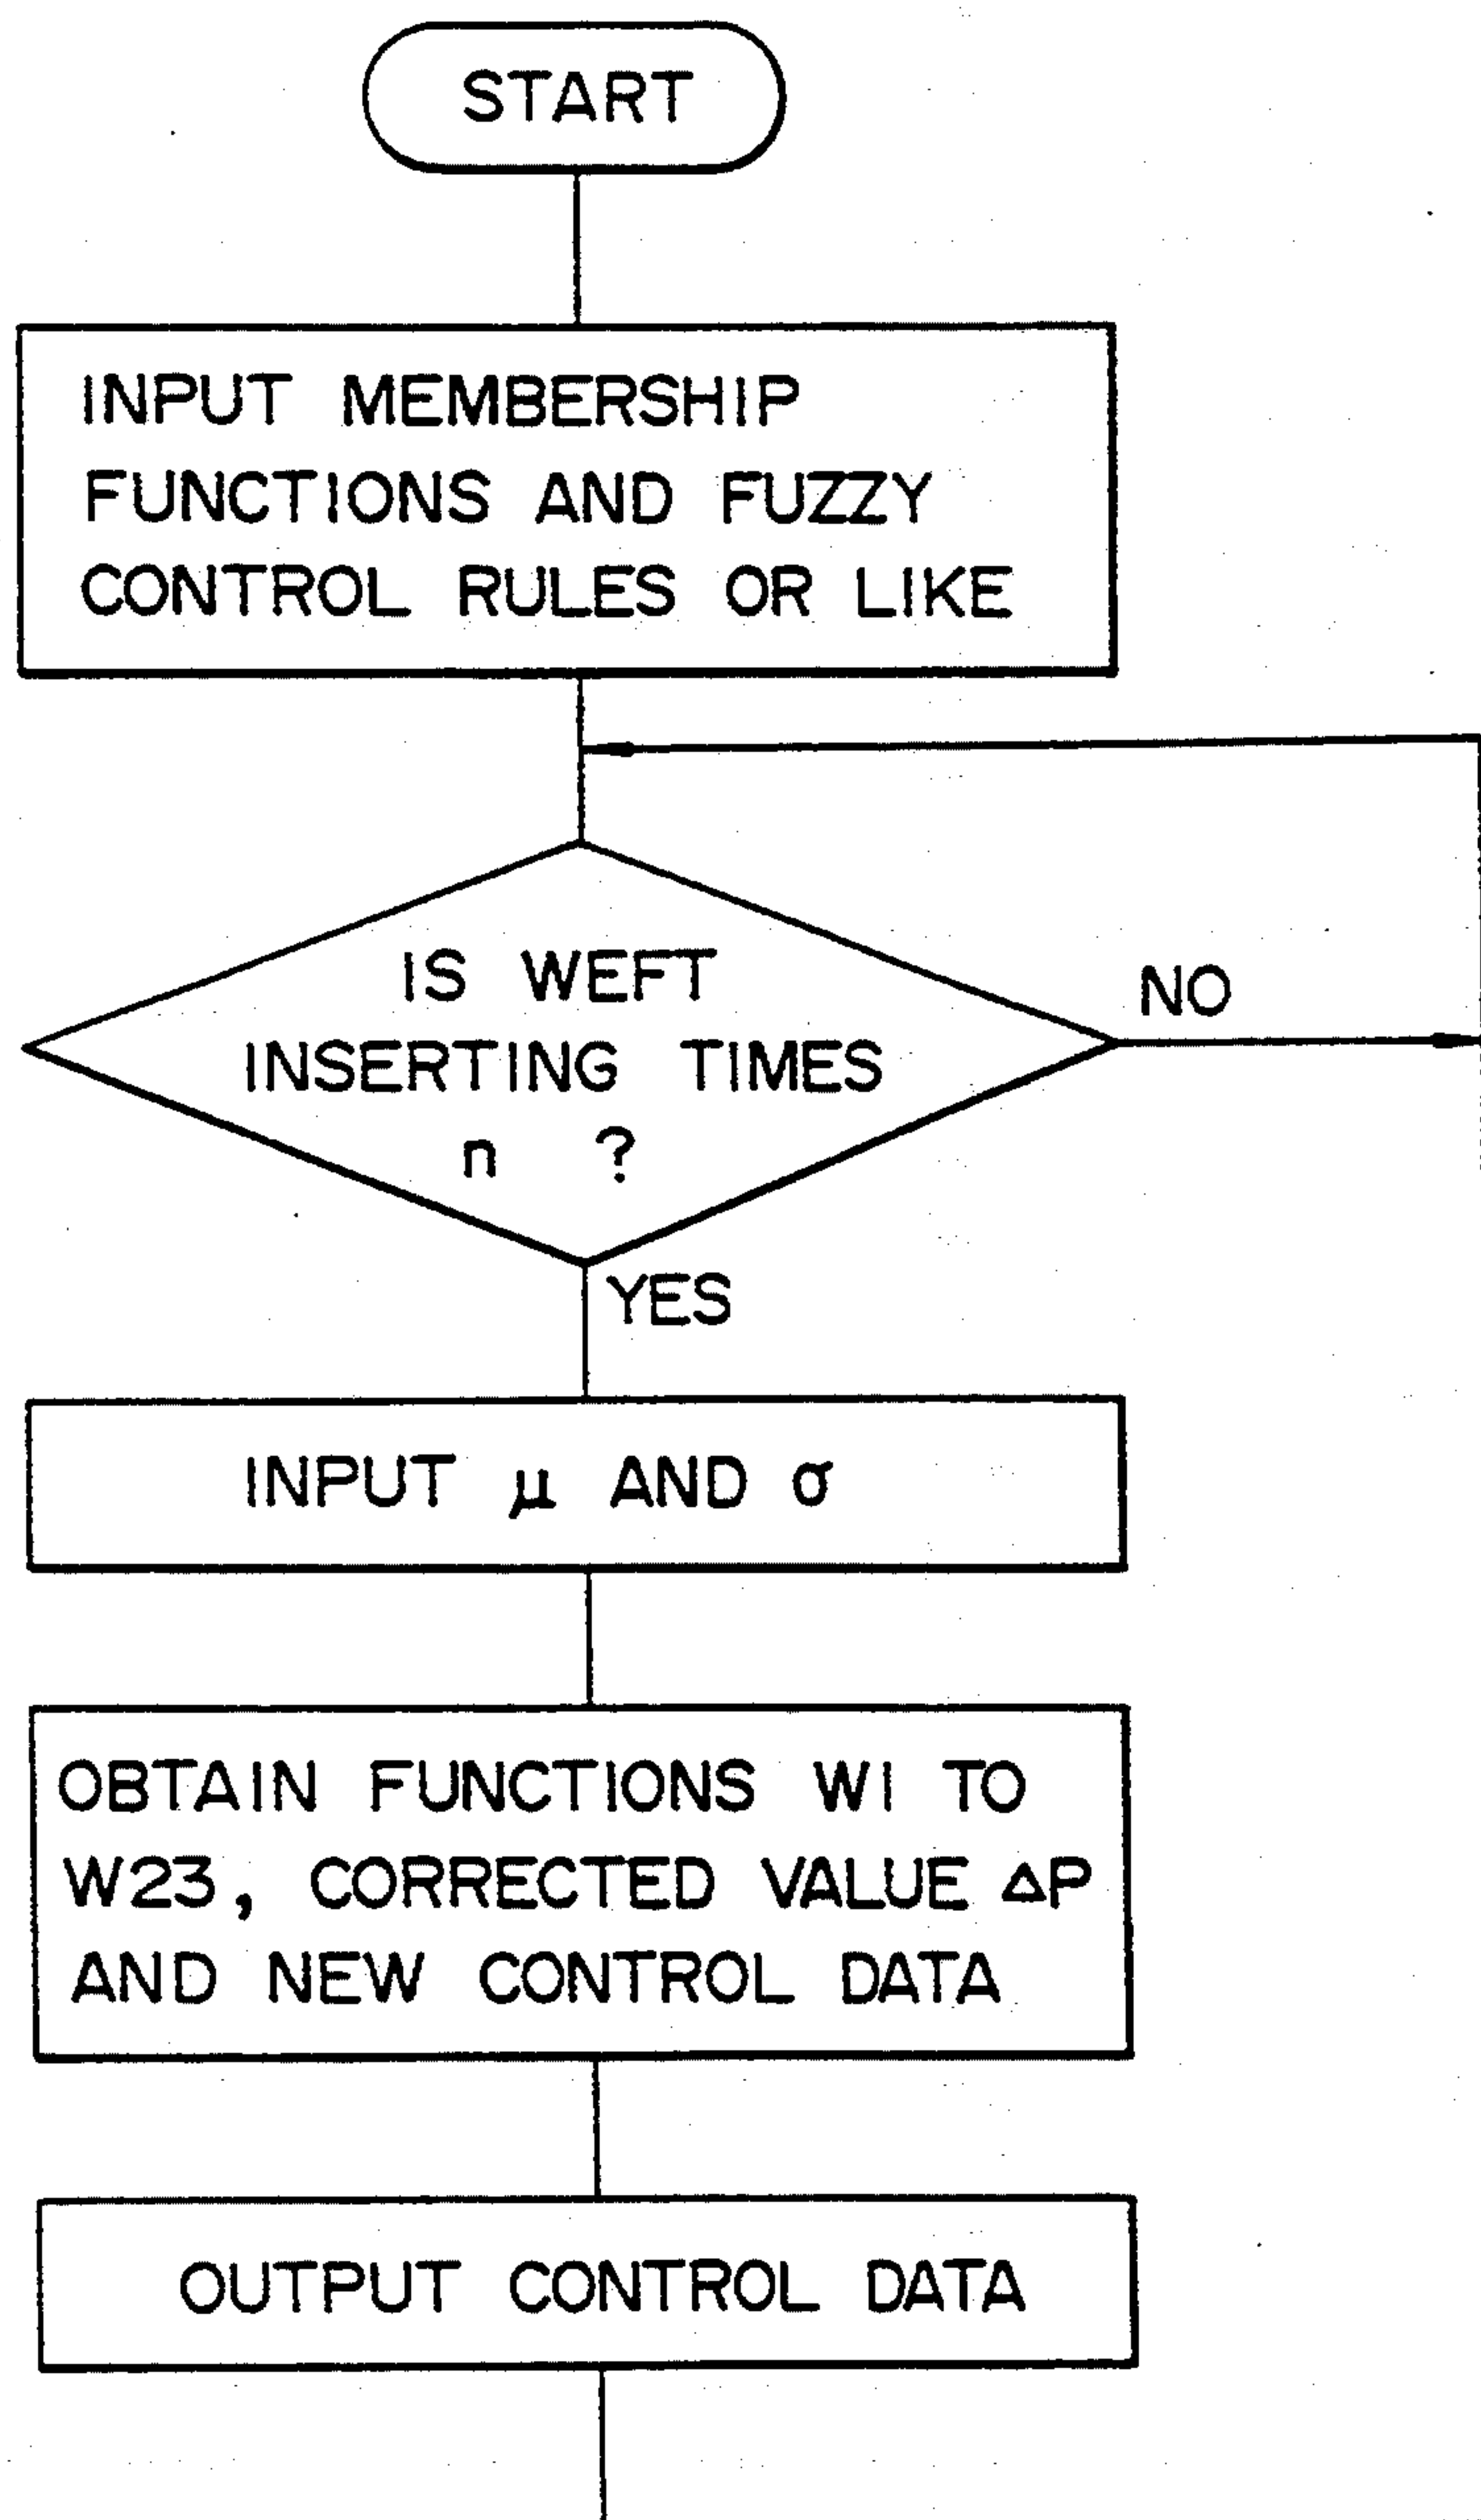 START
INPUT MEMBERSHIP
FUNCTIONS AND FUZZY
CONTROL RULES OR LIKE
IS WEFT
INSERTING TIMES
n ?
NO
YES
INPUT μ AND σ
OBTAIN FUNCTIONS W1 TO
W23, CORRECTED VALUE ΔP
AND NEW CONTROL DATA
OUTPUT CONTROL DATA